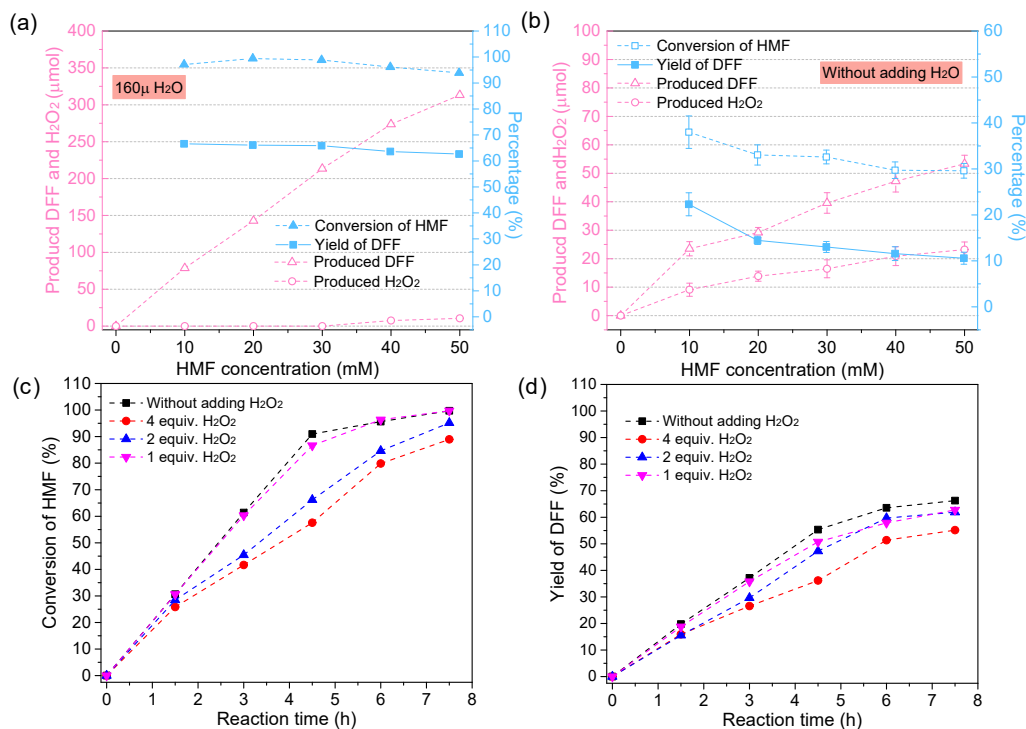 (a)
400
350
300
250
200
150
100
50
0
Producd DFF and H₂O₂ (μmol)
160μ H₂O
Conversion of HMF
Yield of DFF
Produced DFF
Produced H₂O₂
110
100
90
80
70
60
50
40
30
20
10
0
Percentage (%)
0 10 20 30 40 50
HMF concentration (mM)
(b)
100
90
80
70
60
50
40
30
20
10
0
Produced DFF andH₂O₂ (μmol)
Conversion of HMF
Yield of DFF
Produced DFF
Produced H₂O₂
Without adding H₂O
60
50
40
30
20
10
0
Percentage (%)
0 10 20 30 40 50
HMF concentration (mM)
(c)
110
100
90
80
70
60
50
40
30
20
10
0
Conversion of HMF (%)
Without adding H₂O₂
4 equiv. H₂O₂
2 equiv. H₂O₂
1 equiv. H₂O₂
0 1 2 3 4 5 6 7 8
Reaction time (h)
(d)
110
100
90
80
70
60
50
40
30
20
10
0
Yield of DFF (%)
Without adding H₂O₂
4 equiv. H₂O₂
2 equiv. H₂O₂
1 equiv. H₂O₂
0 1 2 3 4 5 6 7 8
Reaction time (h)